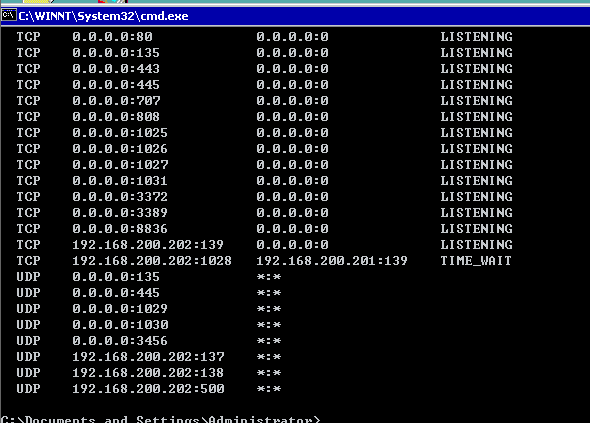 C:\WINNT\System32\cmd.exe
TCP 0.0.0.0:80 0.0.0.0:0 LISTENING
TCP 0.0.0.0:135 0.0.0.0:0 LISTENING
TCP 0.0.0.0:443 0.0.0.0:0 LISTENING
TCP 0.0.0.0:445 0.0.0.0:0 LISTENING
TCP 0.0.0.0:707 0.0.0.0:0 LISTENING
TCP 0.0.0.0:808 0.0.0.0:0 LISTENING
TCP 0.0.0.0:1025 0.0.0.0:0 LISTENING
TCP 0.0.0.0:1026 0.0.0.0:0 LISTENING
TCP 0.0.0.0:1027 0.0.0.0:0 LISTENING
TCP 0.0.0.0:1031 0.0.0.0:0 LISTENING
TCP 0.0.0.0:3372 0.0.0.0:0 LISTENING
TCP 0.0.0.0:3389 0.0.0.0:0 LISTENING
TCP 0.0.0.0:8836 0.0.0.0:0 LISTENING
TCP 192.168.200.202:139 0.0.0.0:0 LISTENING
TCP 192.168.200.202:1028 192.168.200.201:139 TIME_WAIT
UDP 0.0.0.0:135 *:*
UDP 0.0.0.0:445 *:*
UDP 0.0.0.0:1029 *:*
UDP 0.0.0.0:1030 *:*
UDP 0.0.0.0:3456 *:*
UDP 192.168.200.202:137 *:*
UDP 192.168.200.202:138 *:*
UDP 192.168.200.202:500 *:*
C:\Documents and Settings\Administrator>